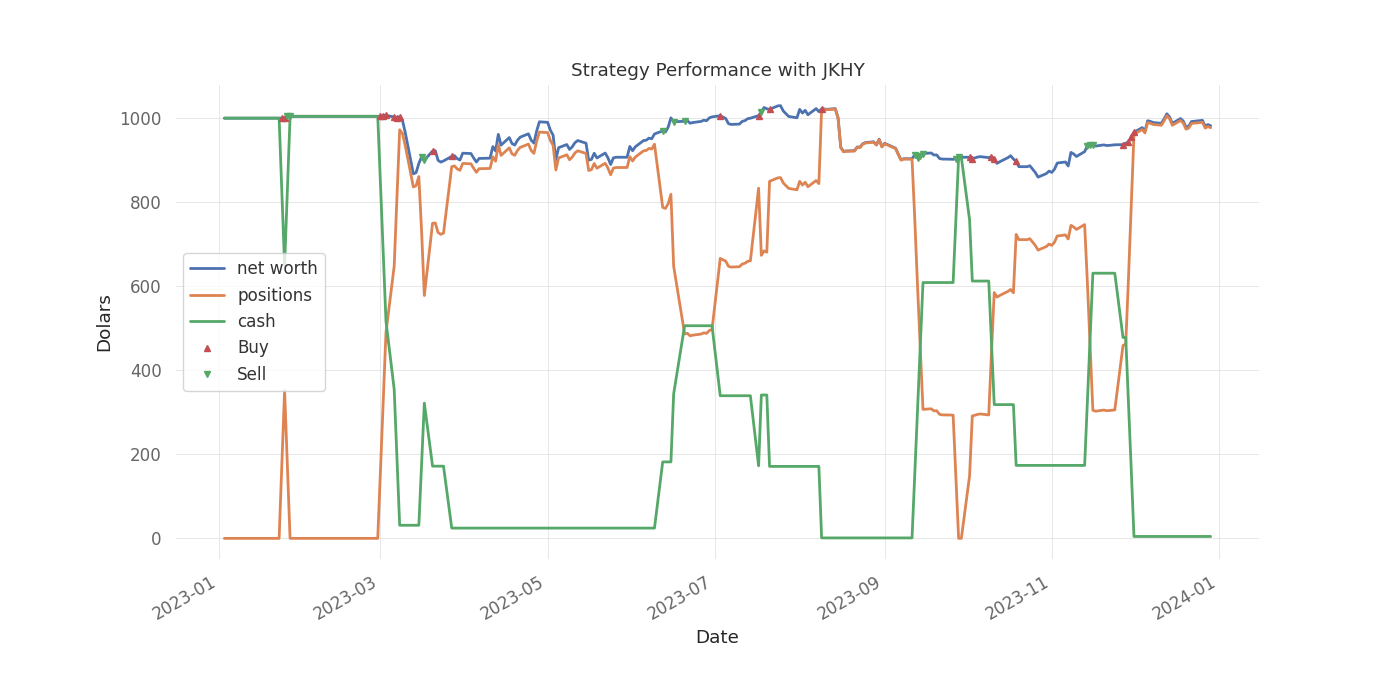 Strategy Performance with JKHY
1000
800
600
400
200
0
Dolars
net worth
positions
cash
Buy
Sell
2023-01
2023-03
2023-05
2023-07
2023-09
2023-11
2024-01
Date